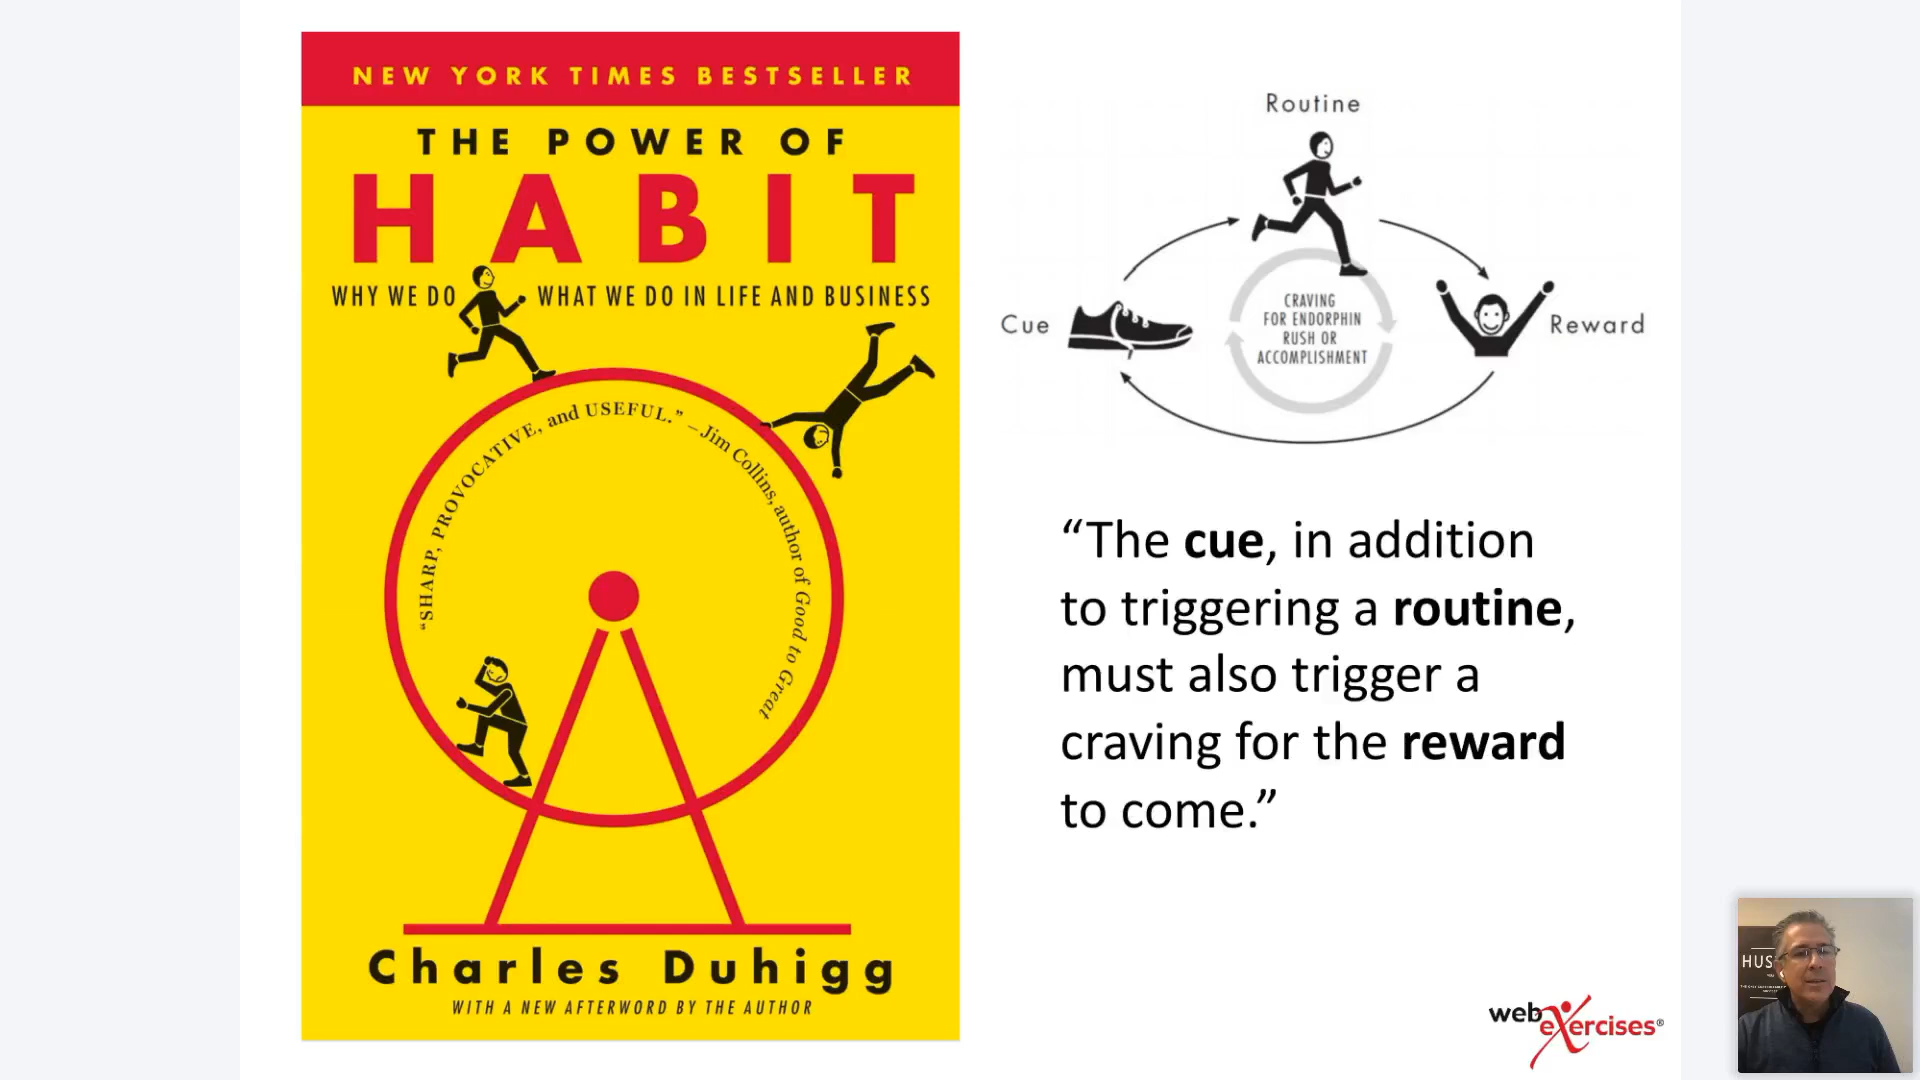 NEW YORK TIMES BESTSELLER
THE POWER OF
HABIT
WHY WE DO WHAT WE DO IN LIFE AND BUSINESS
“SHARP, PROVOCATIVE, and USEFUL.” –Jim Collins, author of Good to Great
Charles Duhigg
WITH A NEW AFTERWORD BY THE AUTHOR
Routine
Cue
CRAVING
FOR ENDORPHIN
RUSH OR
ACCOMPLISHMENT
Reward
“The cue, in addition
to triggering a routine,
must also trigger a
craving for the reward
to come.”
web
eXercises®
HUS